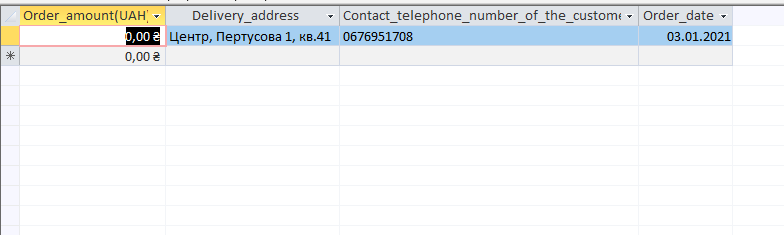 Order_amount(UAH) Delivery_address Contact_telephone_number_of_the_custome Order_date
0,00 ₴ Центр, Пертусова 1, кв.41 0676951708 03.01.2021
0,00 ₴